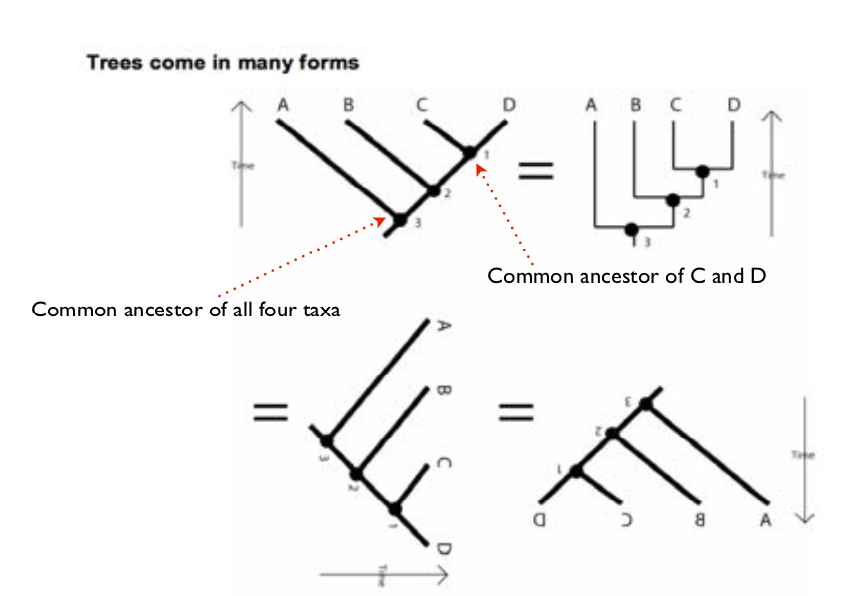 Trees come in many forms
A B C D A B C D
Time 1 = Time
2 1
3 2
3
Common ancestor of C and D
Common ancestor of all four taxa
A
B
= 3 = 3
2 2
C 1
1
D D C B A
Time Time